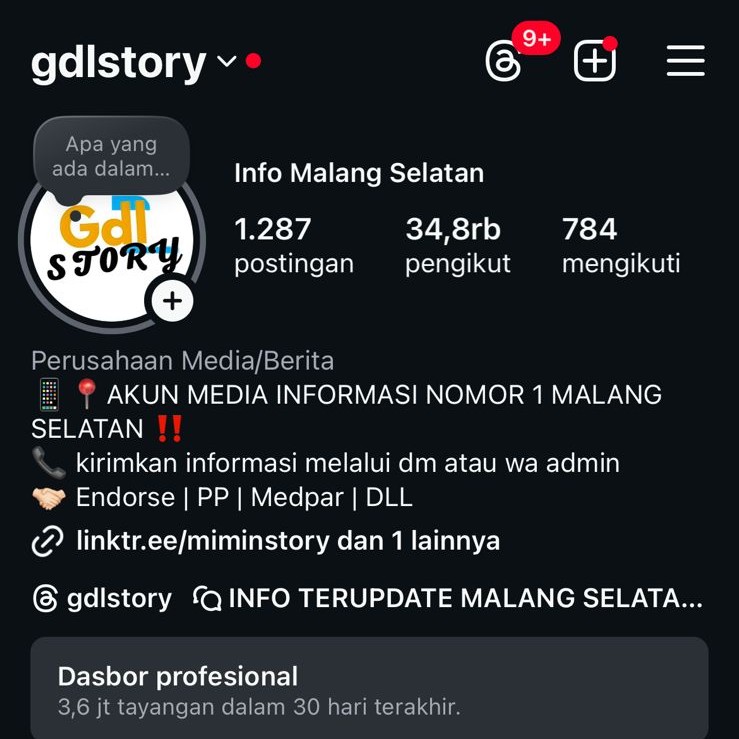 gdlstory
9+
Apa yang
ada dalam...
Gdl
STORY
Info Malang Selatan
1.287
postingan
34,8rb
pengikut
784
mengikuti
Perusahaan Media/Berita
📱 📍 AKUN MEDIA INFORMASI NOMOR 1 MALANG
SELATAN ‼️
📞 kirimkan informasi melalui dm atau wa admin
🤝🏻 Endorse | PP | Medpar | DLL
linktr.ee/miminstory dan 1 lainnya
gdlstory INFO TERUPDATE MALANG SELATA...
Dasbor profesional
3,6 jt tayangan dalam 30 hari terakhir.